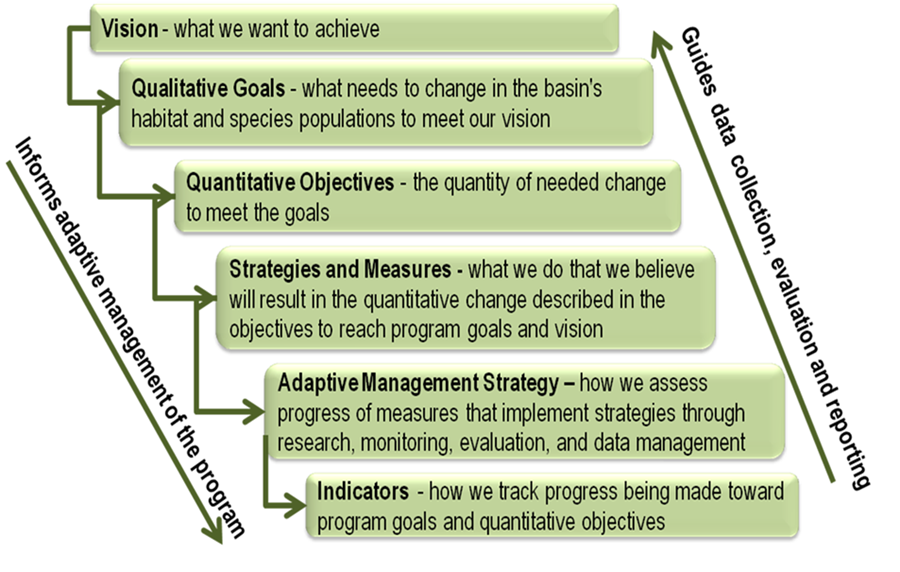 Vision - what we want to achieve
Qualitative Goals - what needs to change in the basin's
habitat and species populations to meet our vision
Quantitative Objectives - the quantity of needed change
to meet the goals
Strategies and Measures - what we do that we believe
will result in the quantitative change described in the
objectives to reach program goals and vision
Adaptive Management Strategy – how we assess
progress of measures that implement strategies through
research, monitoring, evaluation, and data management
Indicators - how we track progress being made toward
program goals and quantitative objectives
Informs adaptive management of the program
Guides data collection, evaluation and reporting